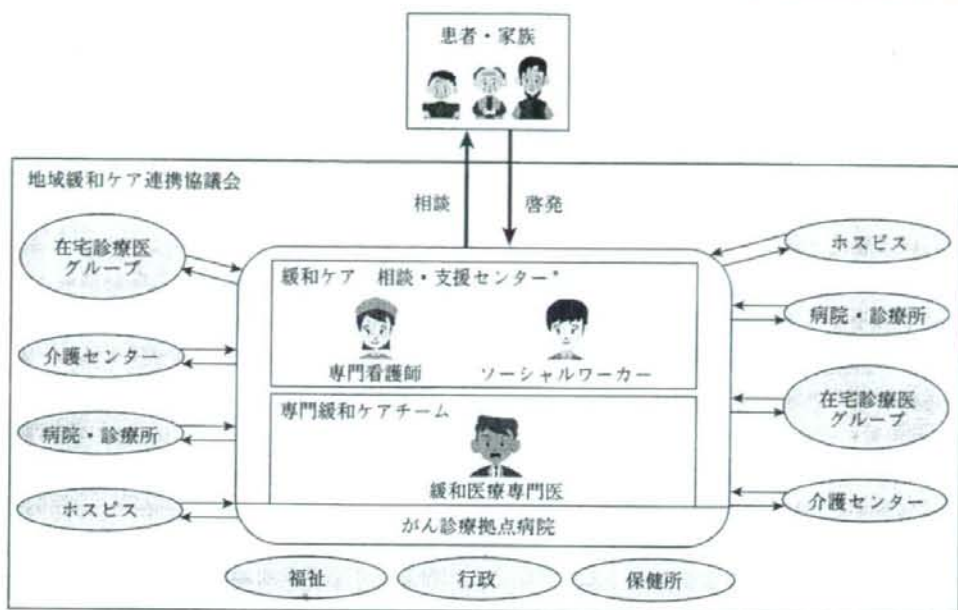 患者・家族
地域緩和ケア連携協議会
相談
啓発
在宅診療医
グループ
介護センター
病院・診療所
ホスピス
緩和ケア 相談・支援センター*
専門看護師
ソーシャルワーカー
専門緩和ケアチーム
緩和医療専門医
がん診療拠点病院
ホスピス
病院・診療所
在宅診療医
グループ
介護センター
福祉
行政
保健所